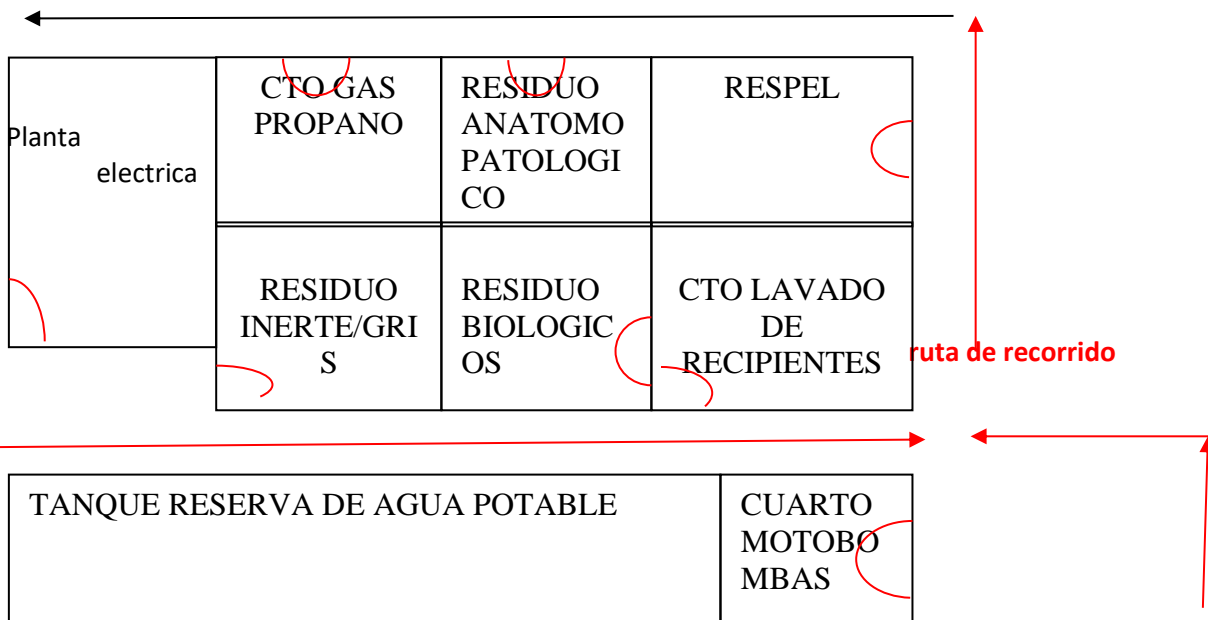 Planta
electrica
CTO GAS
PROPANO
RESIDUO
ANATOMO
PATOLOGI
CO
RESPEL
RESIDUO
INERTE/GRI
S
RESIDUO
BIOLOGIC
OS
CTO LAVADO
DE
RECIPIENTES
ruta de recorrido
TANQUE RESERVA DE AGUA POTABLE
CUARTO
MOTOBO
MBAS